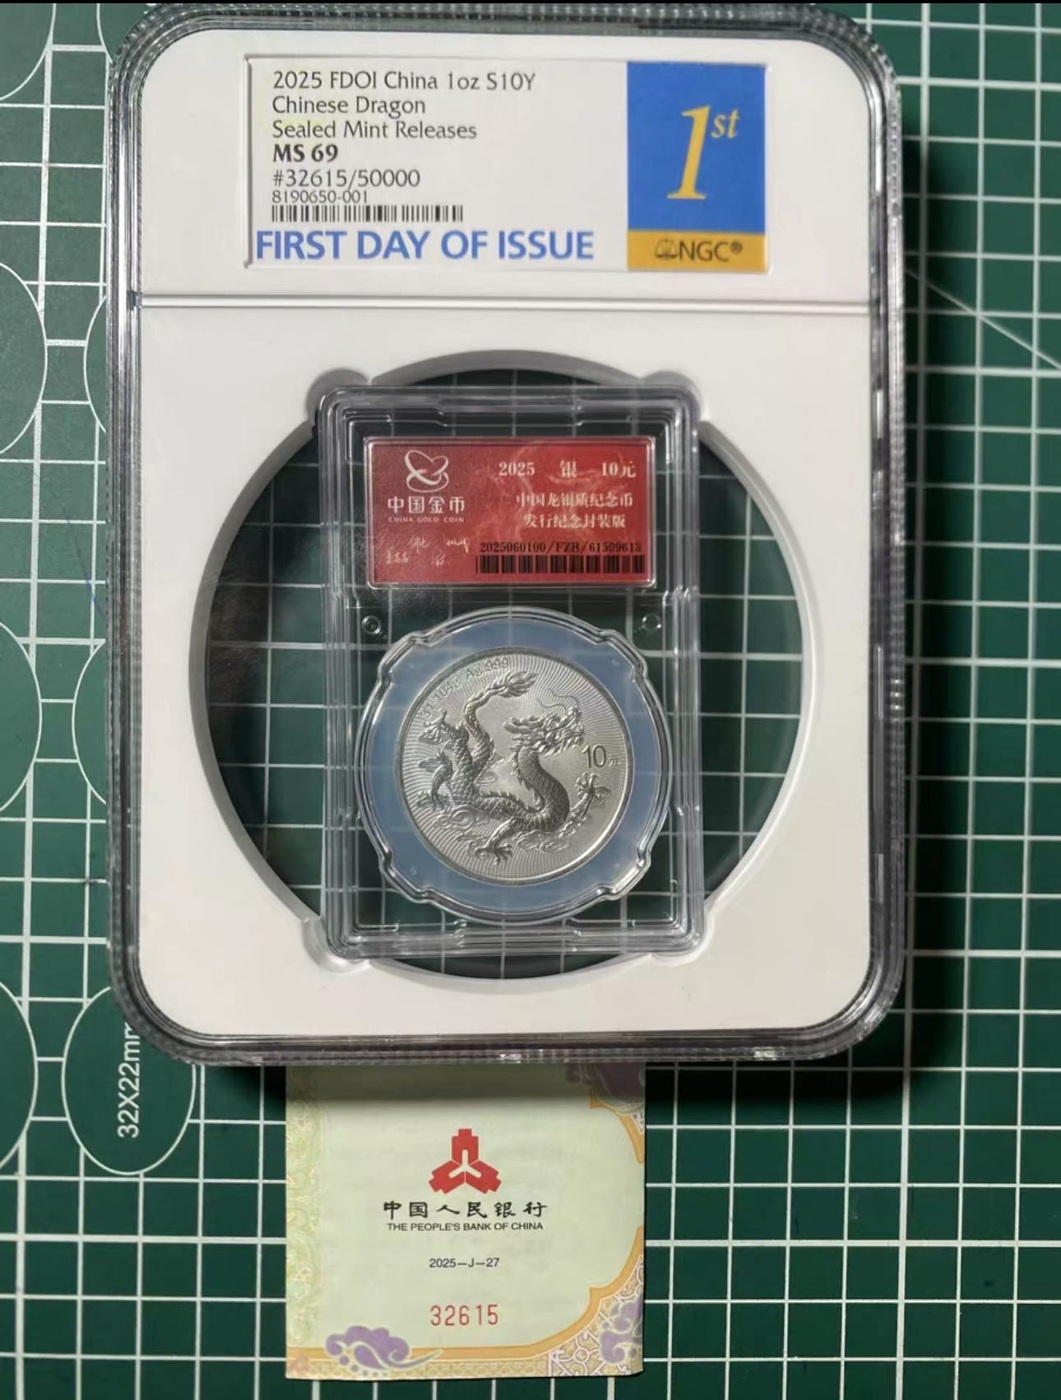 2025 FDOI China 1oz S10Y
Chinese Dragon
Sealed Mint Releases
MS 69
#32615/50000
8190650-001
FIRST DAY OF ISSUE
1st
NGC®
中国金币
CHINA GOLD COIN
2025 银 10元
中国龙银质纪念币
发行纪念封装版
2025060100/FZB/61509618
Ag.999
10元
32X22mm
中国人民银行
THE PEOPLE'S BANK OF CHINA
2025—J—27
32615